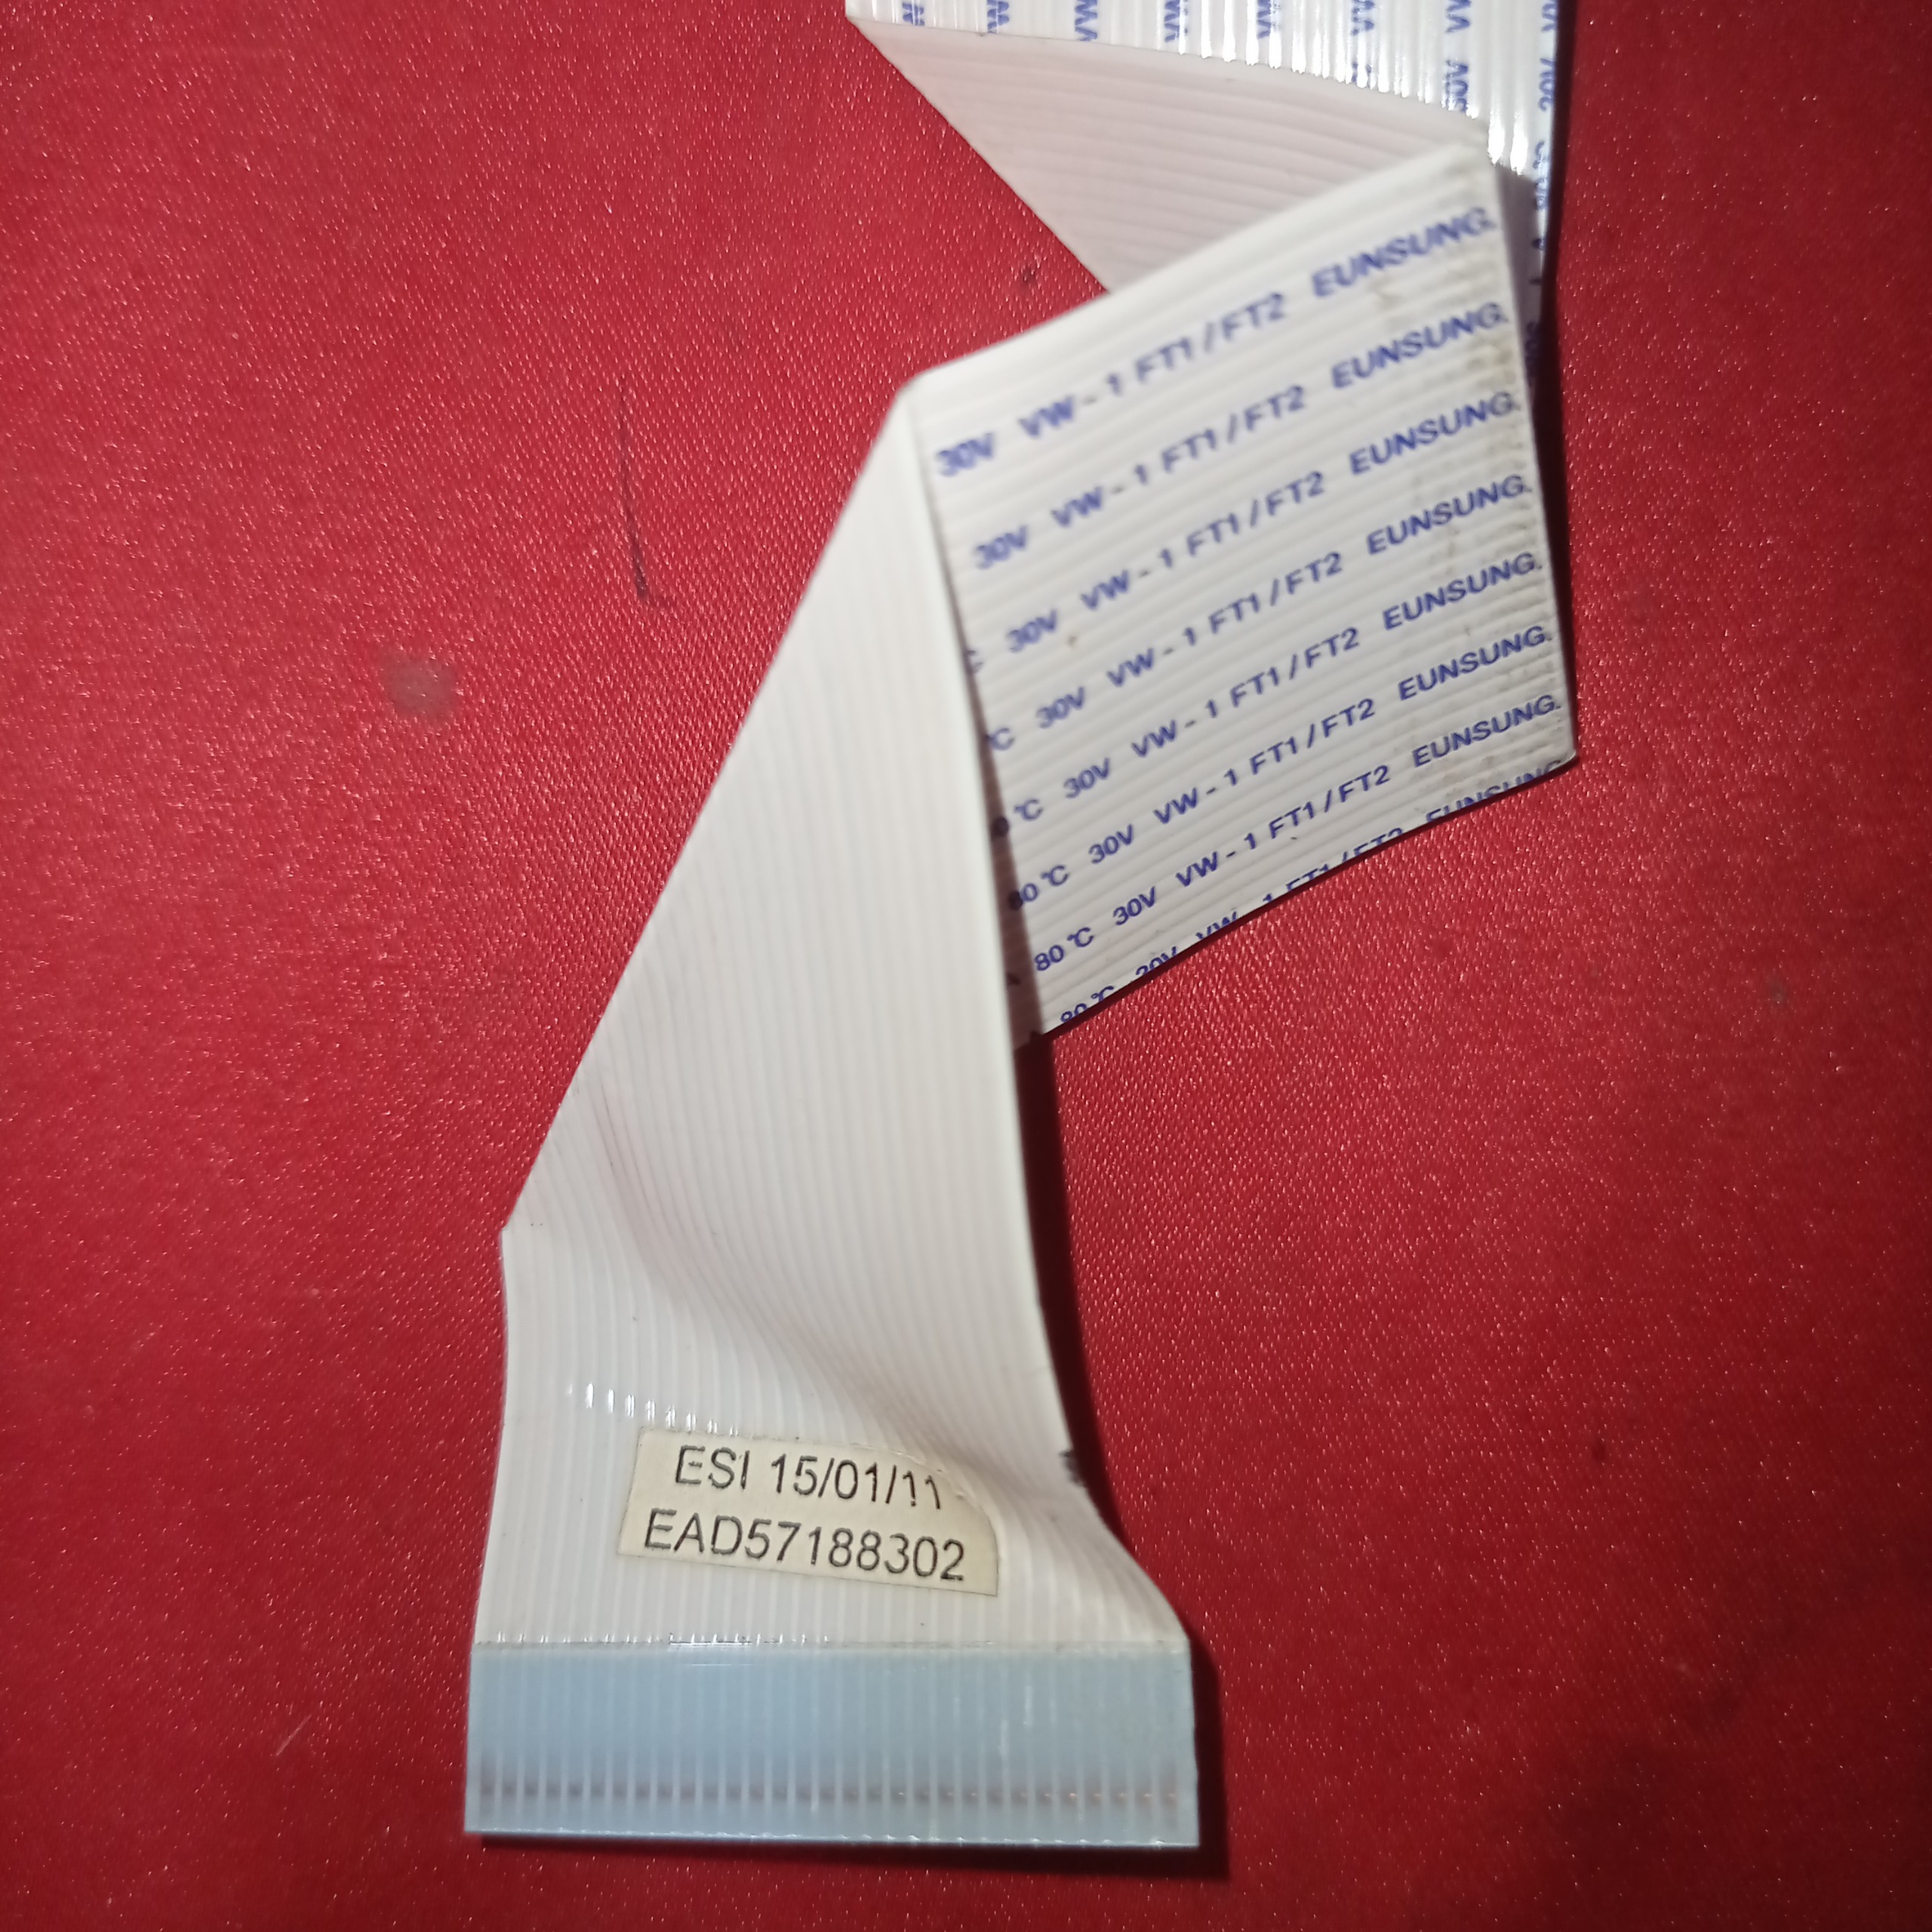 30V VW-1 FT1/FT2 EUNSUNG.
30V VW-1 FT1/FT2 EUNSUNG.
30V VW-1 FT1/FT2 EUNSUNG.
℃ 30V VW-1 FT1/FT2 EUNSUNG.
℃ 30V VW-1 FT1/FT2 EUNSUNG.
80℃ 30V VW-1 FT1/FT2 EUNSUNG.
80℃ 30V VW-1 FT1/FT2 EUNSUNG.
80℃ 30V VW-1 FT1/FT2 EUNSUNG
ESI 15/01/11
EAD57188302